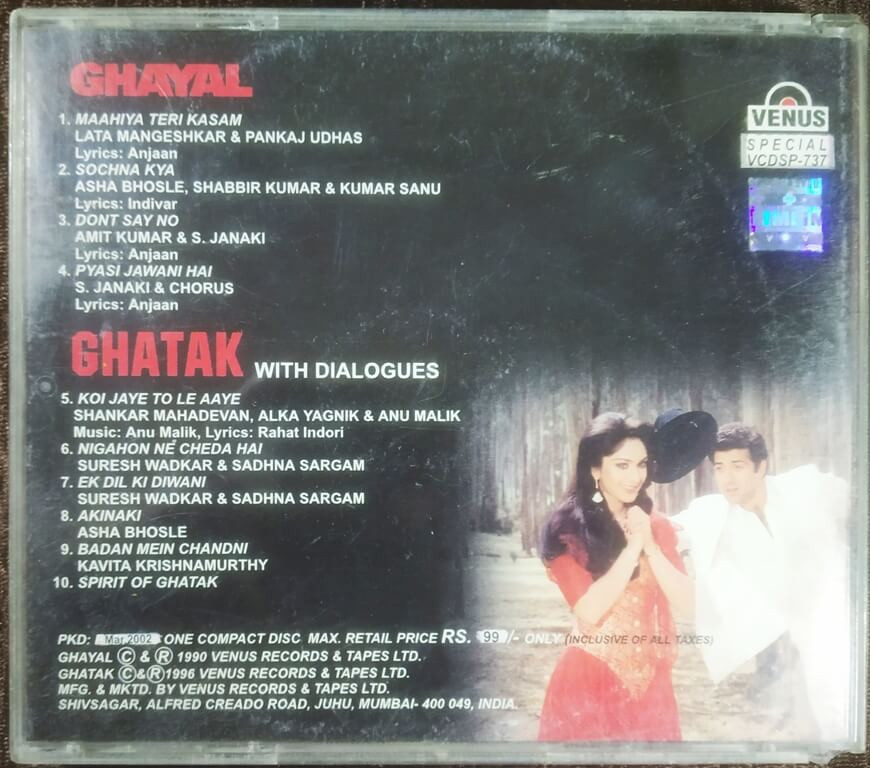 GHAYAL
1. MAAHIYA TERI KASAM
LATA MANGESHKAR & PANKAJ UDHAS
Lyrics: Anjaan
2. SOCHNA KYA
ASHA BHOSLE, SHABBIR KUMAR & KUMAR SANU
Lyrics: Indivar
3. DONT SAY NO
AMIT KUMAR & S. JANAKI
Lyrics: Anjaan
4. PYASI JAWANI HAI
S. JANAKI & CHORUS
Lyrics: Anjaan
VENUS
SPECIAL
VCDSP-737
GHATAK WITH DIALOGUES
5. KOI JAYE TO LE AAYE
SHANKAR MAHADEVAN, ALKA YAGNIK & ANU MALIK
Music: Anu Malik, Lyrics: Rahat Indori
6. NIGAHON NE CHEDA HAI
SURESH WADKAR & SADHNA SARGAM
7. EK DIL KI DIWANI
SURESH WADKAR & SADHNA SARGAM
8. AKINAKI
ASHA BHOSLE
9. BADAN MEIN CHANDNI
KAVITA KRISHNAMURTHY
10. SPIRIT OF GHATAK
PKD: Mar 2002 ONE COMPACT DISC MAX. RETAIL PRICE RS. 99/- ONLY (INCLUSIVE OF ALL TAXES)
GHAYAL Ⓒ & Ⓡ 1990 VENUS RECORDS & TAPES LTD.
GHATAK Ⓒ&Ⓡ 1996 VENUS RECORDS & TAPES LTD.
MFG. & MKTD. BY VENUS RECORDS & TAPES LTD.
SHIVSAGAR, ALFRED CREADO ROAD, JUHU, MUMBAI- 400 049, INDIA.